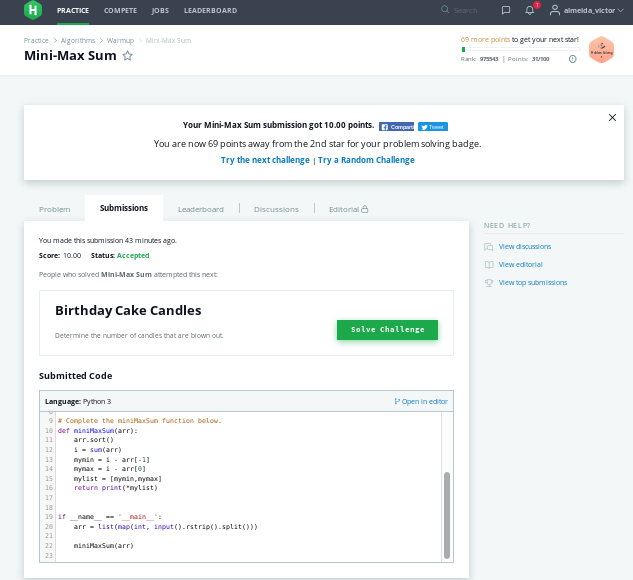 PRACTICE COMPETE JOBS LEADERBOARD Search 1 almeida_victor
Practice > Algorithms > Warmup > Mini-Max Sum
Mini-Max Sum
69 more points to get your next star!
Rank: 975543 | Points: 31/100
Your Mini-Max Sum submission got 10.00 points. Compartir Tweet
You are now 69 points away from the 2nd star for your problem solving badge.
Try the next challenge | Try a Random Challenge
Problem Submissions Leaderboard Discussions Editorial
NEED HELP?
View discussions
View editorial
View top submissions
You made this submission 43 minutes ago.
Score: 10.00 Status: Accepted
People who solved Mini-Max Sum attempted this next:
Birthday Cake Candles
Determine the number of candles that are blown out.
Solve Challenge
Submitted Code
Language: Python 3 Open in editor
9 # Complete the miniMaxSum function below.
10 def miniMaxSum(arr):
11 arr.sort()
12 i = sum(arr)
13 mymin = i - arr[-1]
14 mymax = i - arr[0]
15 mylist = [mymin,mymax]
16 return print(*mylist)
17
18
19 if __name__ == '__main__':
20 arr = list(map(int, input().rstrip().split()))
21
22 miniMaxSum(arr)
23